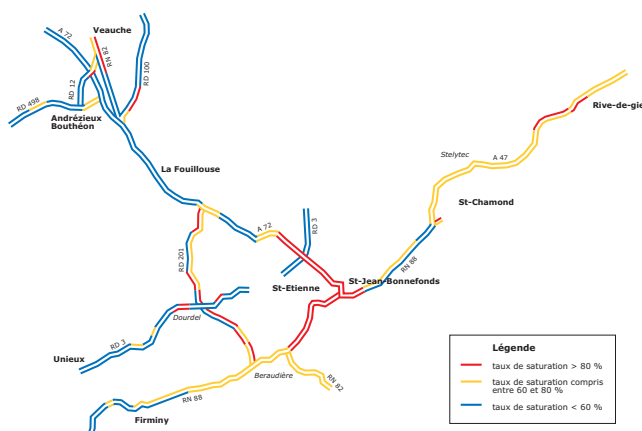 A 72
Veauche
RN 82
RD 100
RD 12
RD 498
Andrézieux
Bouthéon
Rive-de-gie
Stelytec
A 47
La Fouillouse
St-Chamond
A 72
RD 3
RD 201
RN 88
St-Etienne
St-Jean-Bonnefonds
Dourdel
RD 3
Unieux
Beraudière
RN 82
RN 88
Firminy
Légende
taux de saturation > 80 %
taux de saturation compris
entre 60 et 80 %
taux de saturation < 60 %